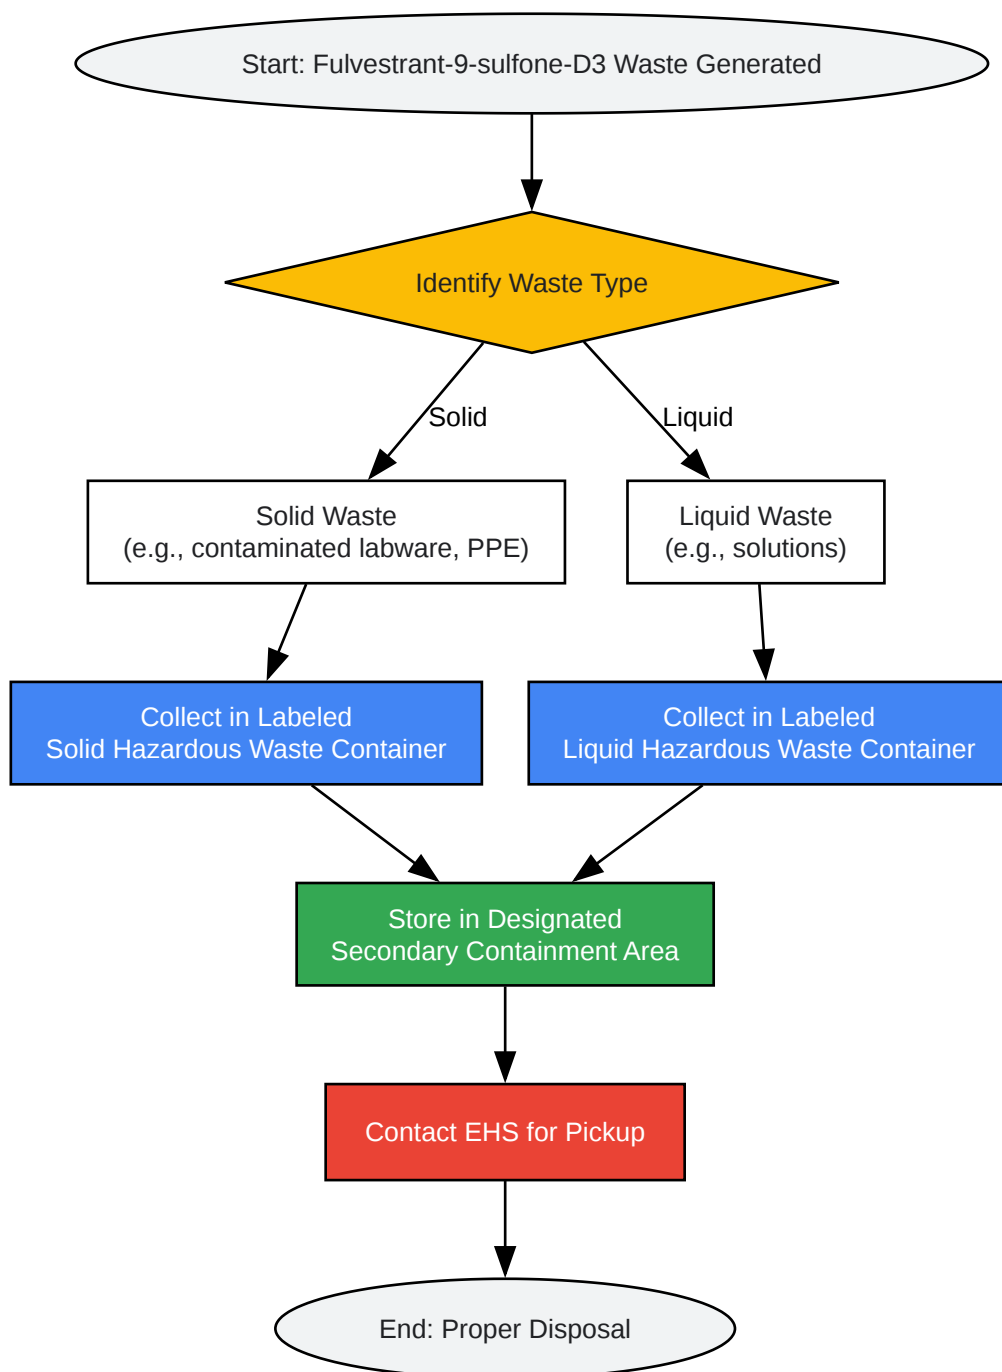 Start: Fulvestrant-9-sulfone-D3 Waste Generated
Identify Waste Type
Solid
Liquid
Solid Waste
(e.g., contaminated labware, PPE)
Liquid Waste
(e.g., solutions)
Collect in Labeled
Solid Hazardous Waste Container
Collect in Labeled
Liquid Hazardous Waste Container
Store in Designated
Secondary Containment Area
Contact EHS for Pickup
End: Proper Disposal